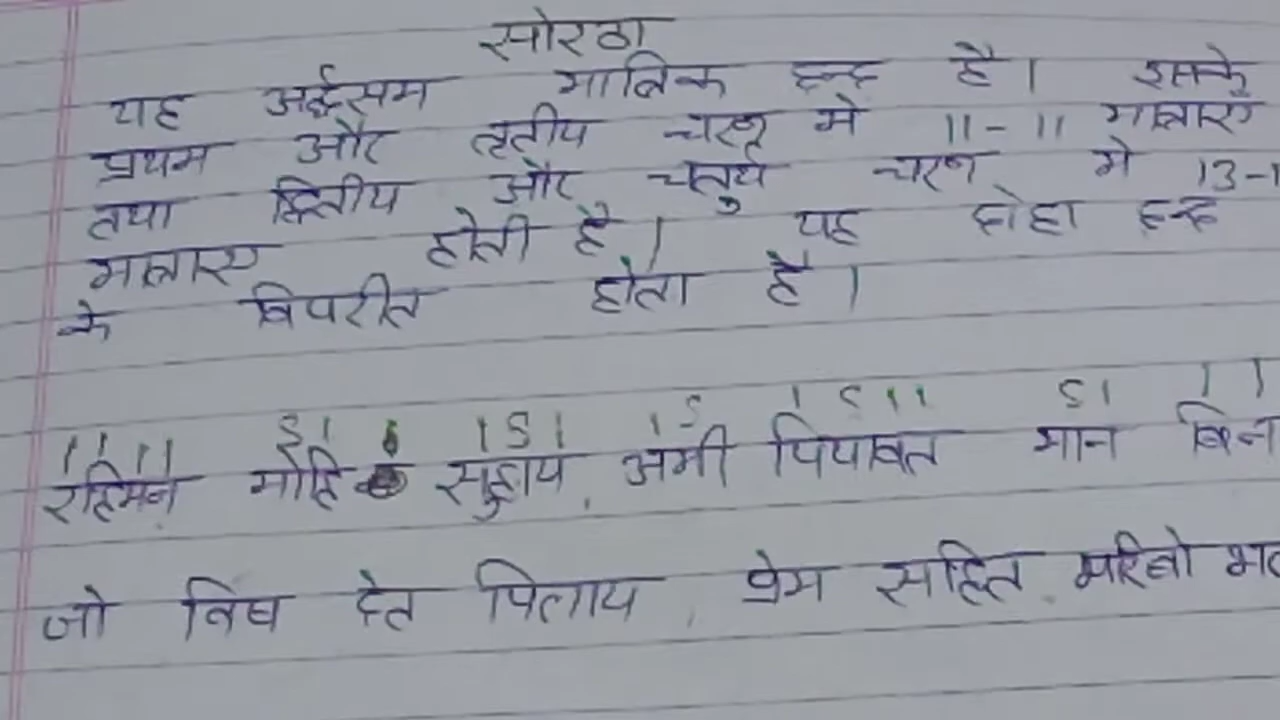 सोरठा
यह अर्द्धसम मात्रिक छन्द है। इसके
प्रथम और तृतीय चरण मे 11-11 मात्राएँ
तथा द्वितीय और चतुर्थ चरण मे 13-1
मात्राएँ होती है। यह दोहा छन्द
के विपरीत होता है।
।।।। ऽ। ।ऽ। ।ऽ ।ऽ।। ऽ। ।।
रहिमन मोहि सुहाय, अमी पियावत मान बिन
जो विष देत पिलाय, प्रेम सहित मरिबो भल